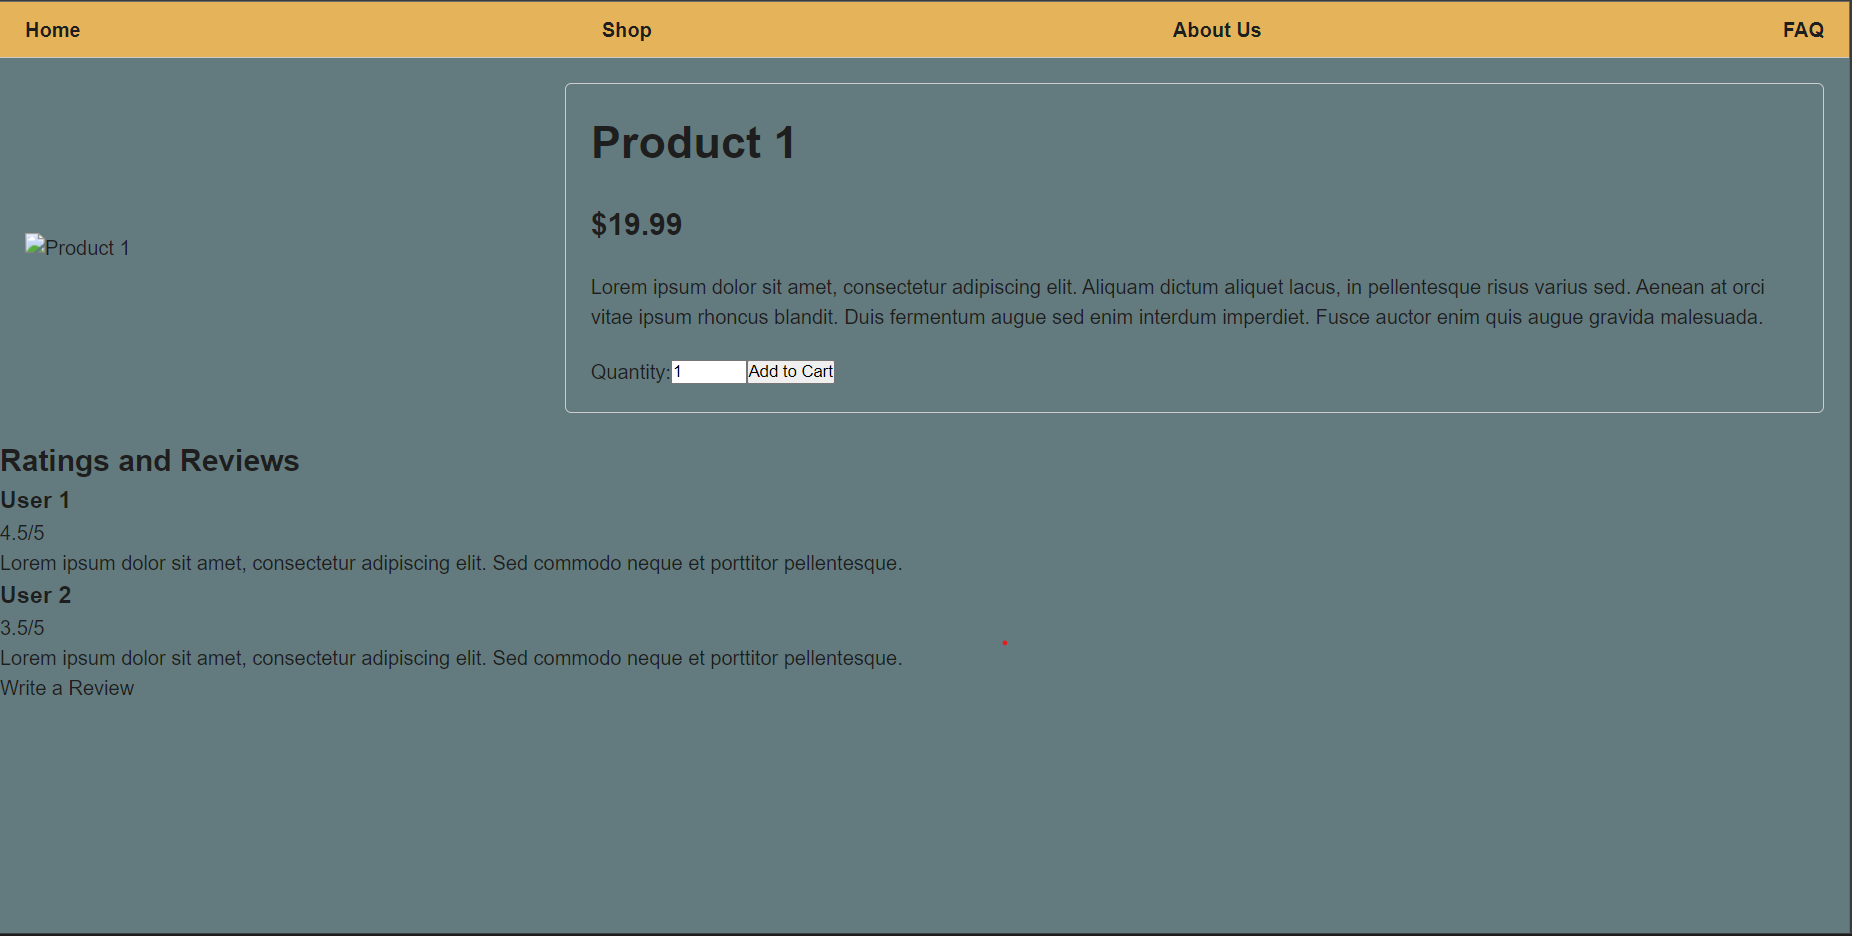 Home Shop About Us FAQ
Product 1
Product 1
$19.99
Lorem ipsum dolor sit amet, consectetur adipiscing elit. Aliquam dictum aliquet lacus, in pellentesque risus varius sed. Aenean at orci
vitae ipsum rhoncus blandit. Duis fermentum augue sed enim interdum imperdiet. Fusce auctor enim quis augue gravida malesuada.
Quantity: 1 Add to Cart
Ratings and Reviews
User 1
4.5/5
Lorem ipsum dolor sit amet, consectetur adipiscing elit. Sed commodo neque et porttitor pellentesque.
User 2
3.5/5
Lorem ipsum dolor sit amet, consectetur adipiscing elit. Sed commodo neque et porttitor pellentesque.
Write a Review